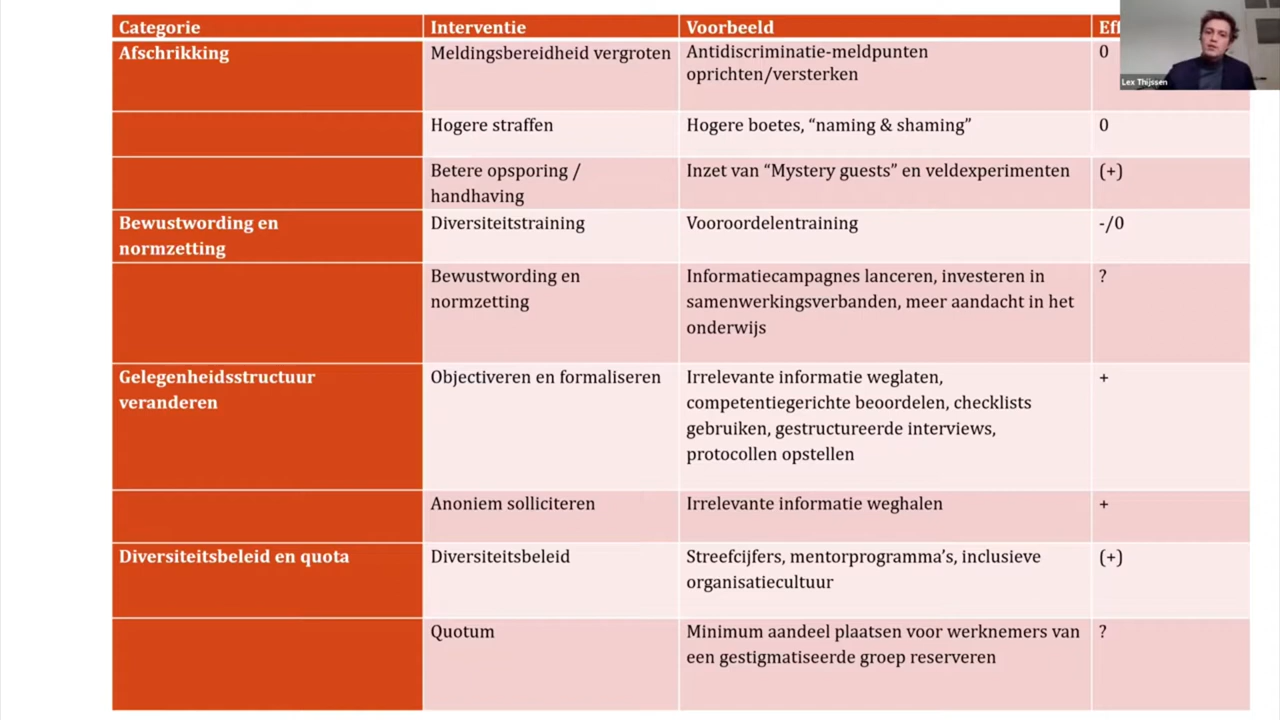 Categorie Interventie Voorbeeld Eff
Afschrikking Meldingsbereidheid vergroten Antidiscriminatie-meldpunten 0
oprichten/versterken
Lex Thijssen
Hogere straffen Hogere boetes, “naming & shaming” 0
Betere opsporing / Inzet van “Mystery guests” en veldexperimenten (+)
handhaving
Bewustwording en Diversiteitstraining Vooroordelentraining -/0
normzetting
Bewustwording en Informatiecampagnes lanceren, investeren in ?
normzetting samenwerkingsverbanden, meer aandacht in het
onderwijs
Gelegenheidsstructuur Objectiveren en formaliseren Irrelevante informatie weglaten, +
veranderen competentiegerichte beoordelen, checklists
gebruiken, gestructureerde interviews,
protocollen opstellen
Anoniem solliciteren Irrelevante informatie weghalen +
Diversiteitsbeleid en quota Diversiteitsbeleid Streefcijfers, mentorprogramma’s, inclusieve (+)
organisatiecultuur
Quotum Minimum aandeel plaatsen voor werknemers van ?
een gestigmatiseerde groep reserveren